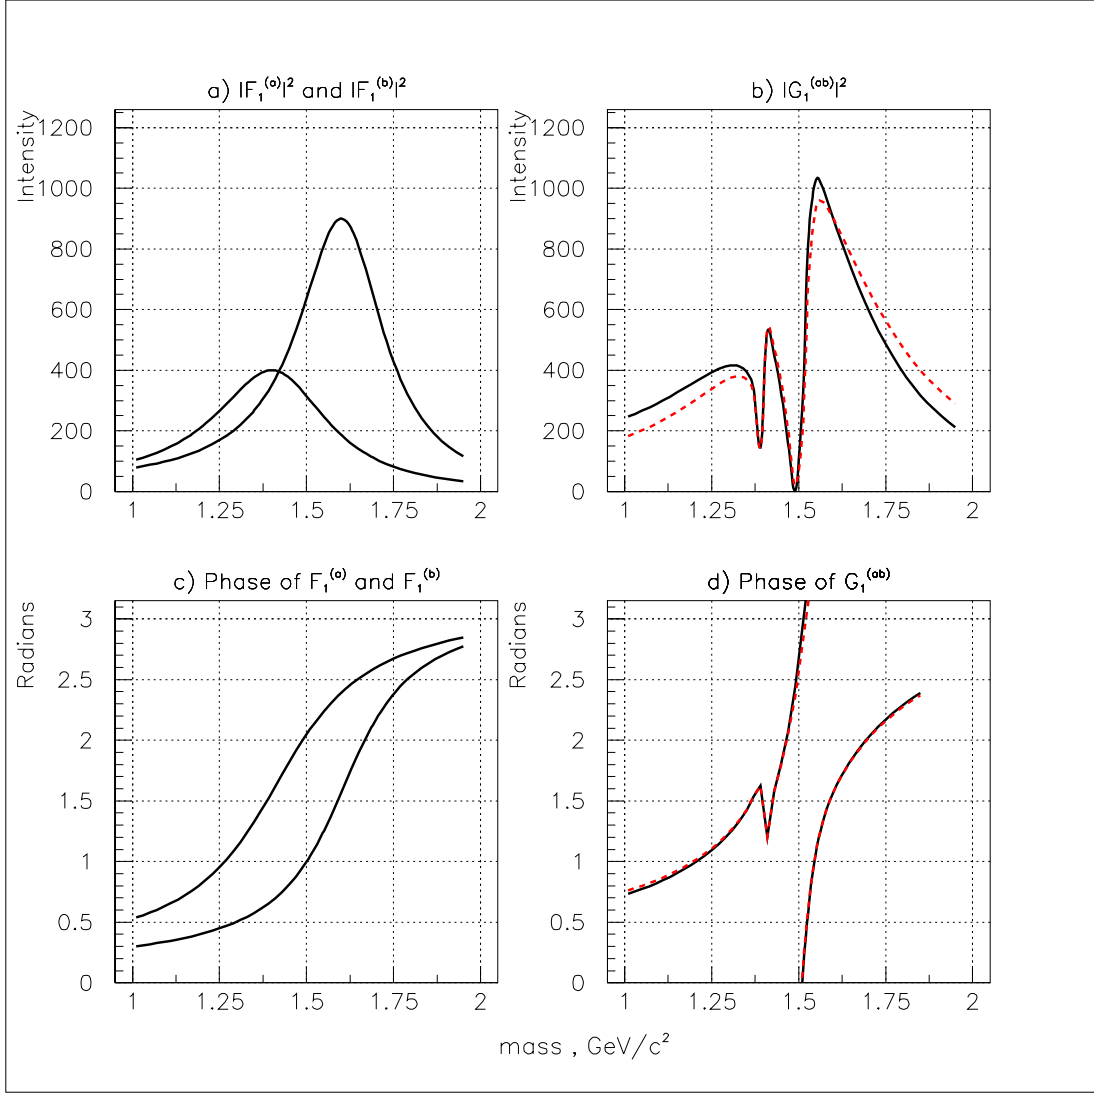 a) |F₁⁽ᵃ⁾|² and |F₁⁽ᵇ⁾|²
Intensity
1200
1000
800
600
400
200
0
1 1.25 1.5 1.75 2
b) |G₁⁽ᵃᵇ⁾|²
Intensity
1200
1000
800
600
400
200
0
1 1.25 1.5 1.75 2
c) Phase of F₁⁽ᵃ⁾ and F₁⁽ᵇ⁾
Radians
3
2.5
2
1.5
1
0.5
0
1 1.25 1.5 1.75 2
d) Phase of G₁⁽ᵃᵇ⁾
Radians
3
2.5
2
1.5
1
0.5
0
1 1.25 1.5 1.75 2
mass , GeV/c²